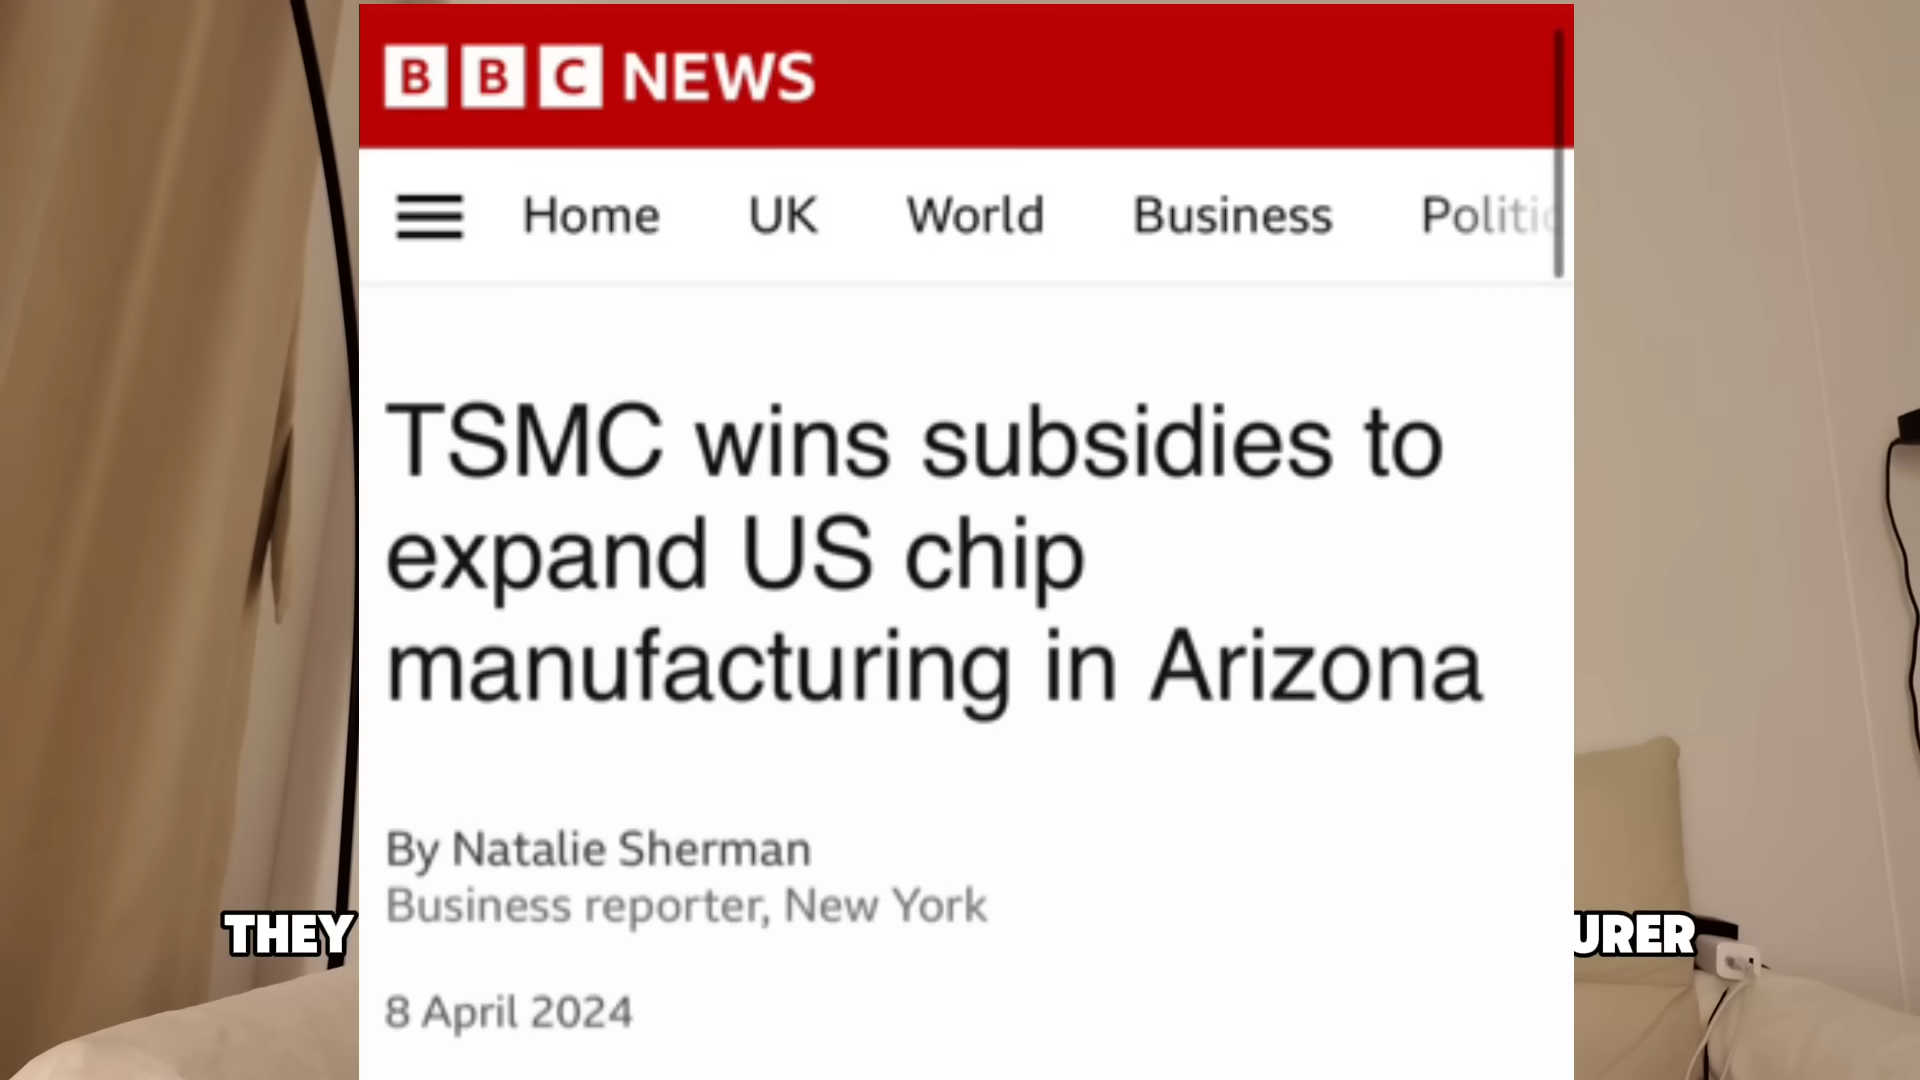 BBC NEWS
Home UK World Business Politic
TSMC wins subsidies to
expand US chip
manufacturing in Arizona
By Natalie Sherman
Business reporter, New York
THEY URER
8 April 2024